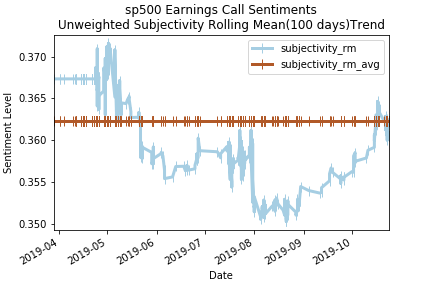 sp500 Earnings Call Sentiments
Unweighted Subjectivity Rolling Mean(100 days)Trend
subjectivity_rm
subjectivity_rm_avg
Sentiment Level
0.370
0.365
0.360
0.355
0.350
2019-04
2019-05
2019-06
2019-07
2019-08
2019-09
2019-10
Date